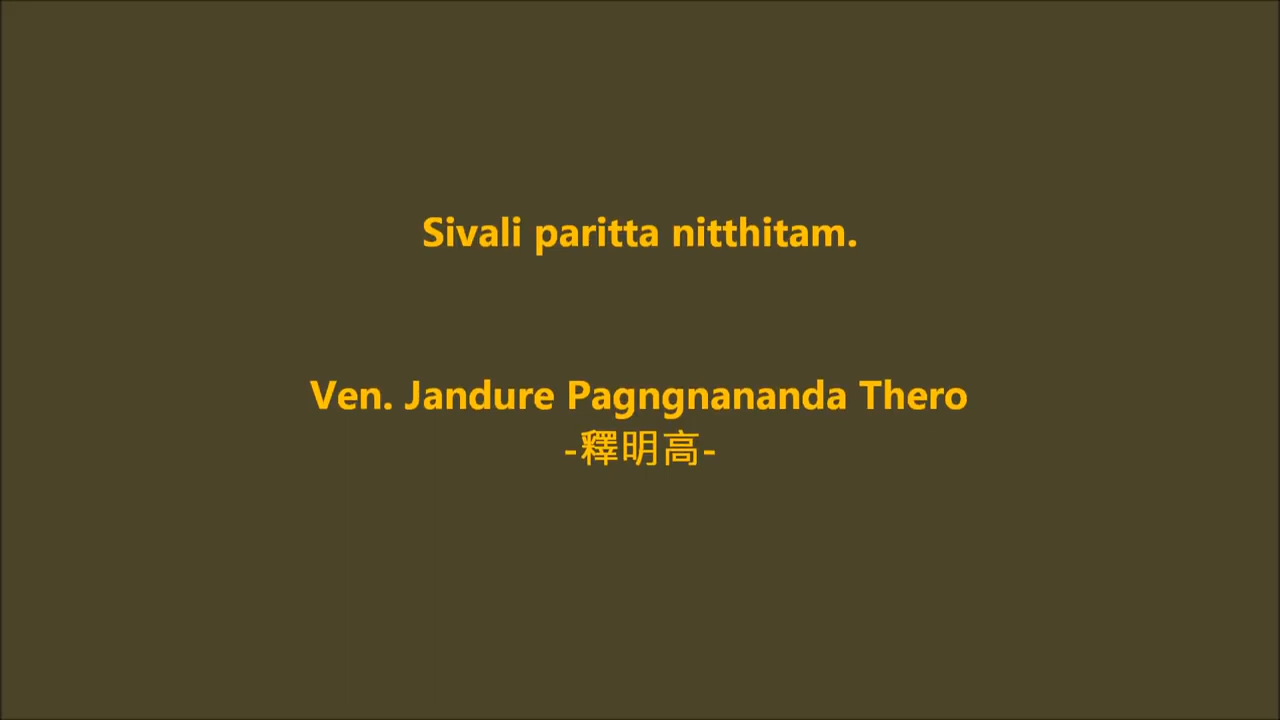 Sivali paritta nitthitam.
Ven. Jandure Pagngnananda Thero
-釋明高-